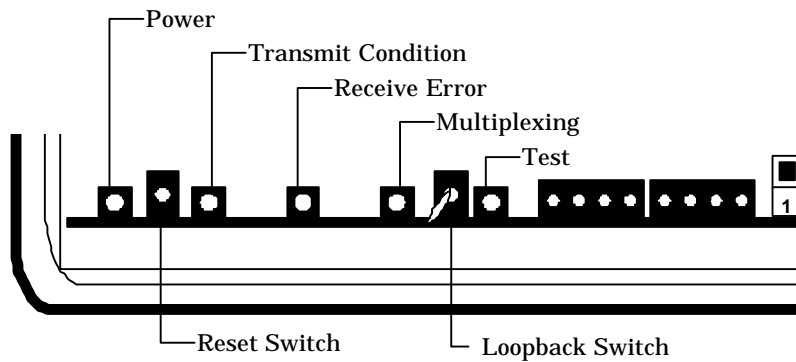 Power
Transmit Condition
Receive Error
Multiplexing
Test
1
Reset Switch
Loopback Switch